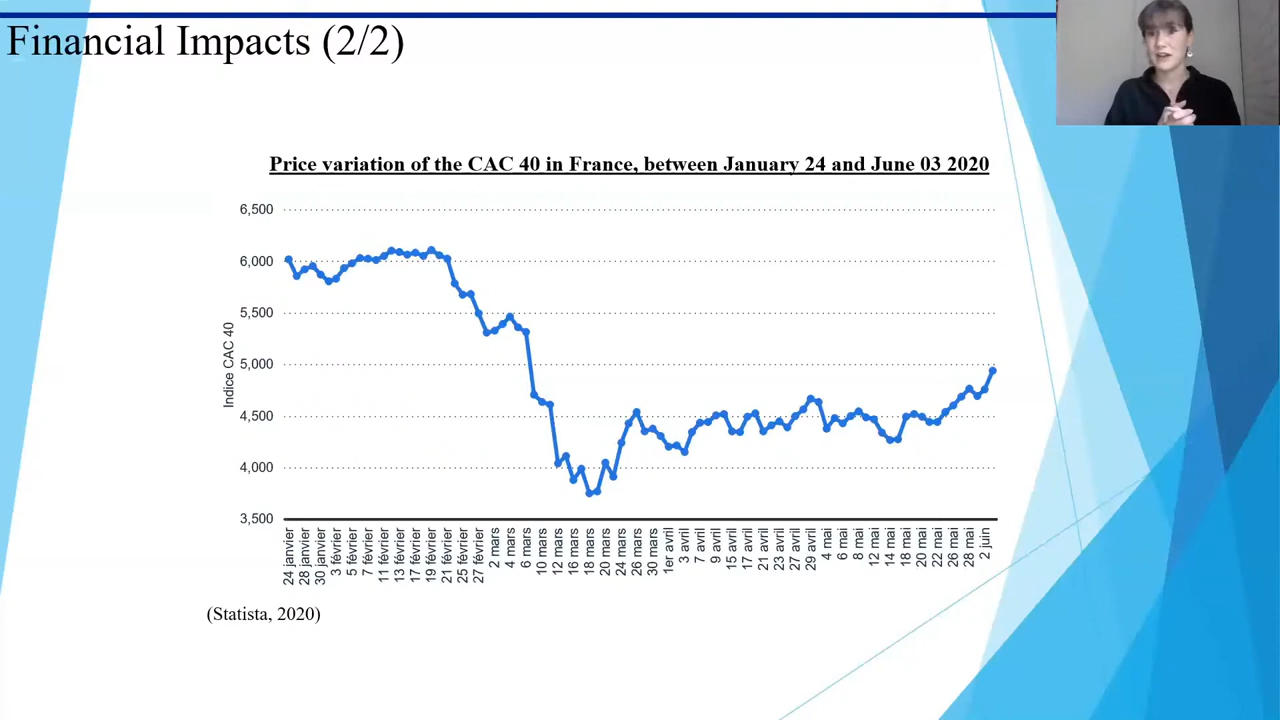 Financial Impacts (2/2)
Price variation of the CAC 40 in France, between January 24 and June 03 2020
6,500
6,000
5,500
5,000
4,500
4,000
3,500
Indice CAC 40
24 janvier
28 janvier
30 janvier
3 février
5 février
7 février
11 février
13 février
17 février
19 février
21 février
25 février
27 février
2 mars
4 mars
6 mars
10 mars
12 mars
16 mars
18 mars
20 mars
24 mars
26 mars
30 mars
1er avril
3 avril
7 avril
9 avril
15 avril
17 avril
21 avril
23 avril
27 avril
29 avril
4 mai
6 mai
8 mai
12 mai
14 mai
18 mai
20 mai
22 mai
26 mai
28 mai
2 juin
(Statista, 2020)